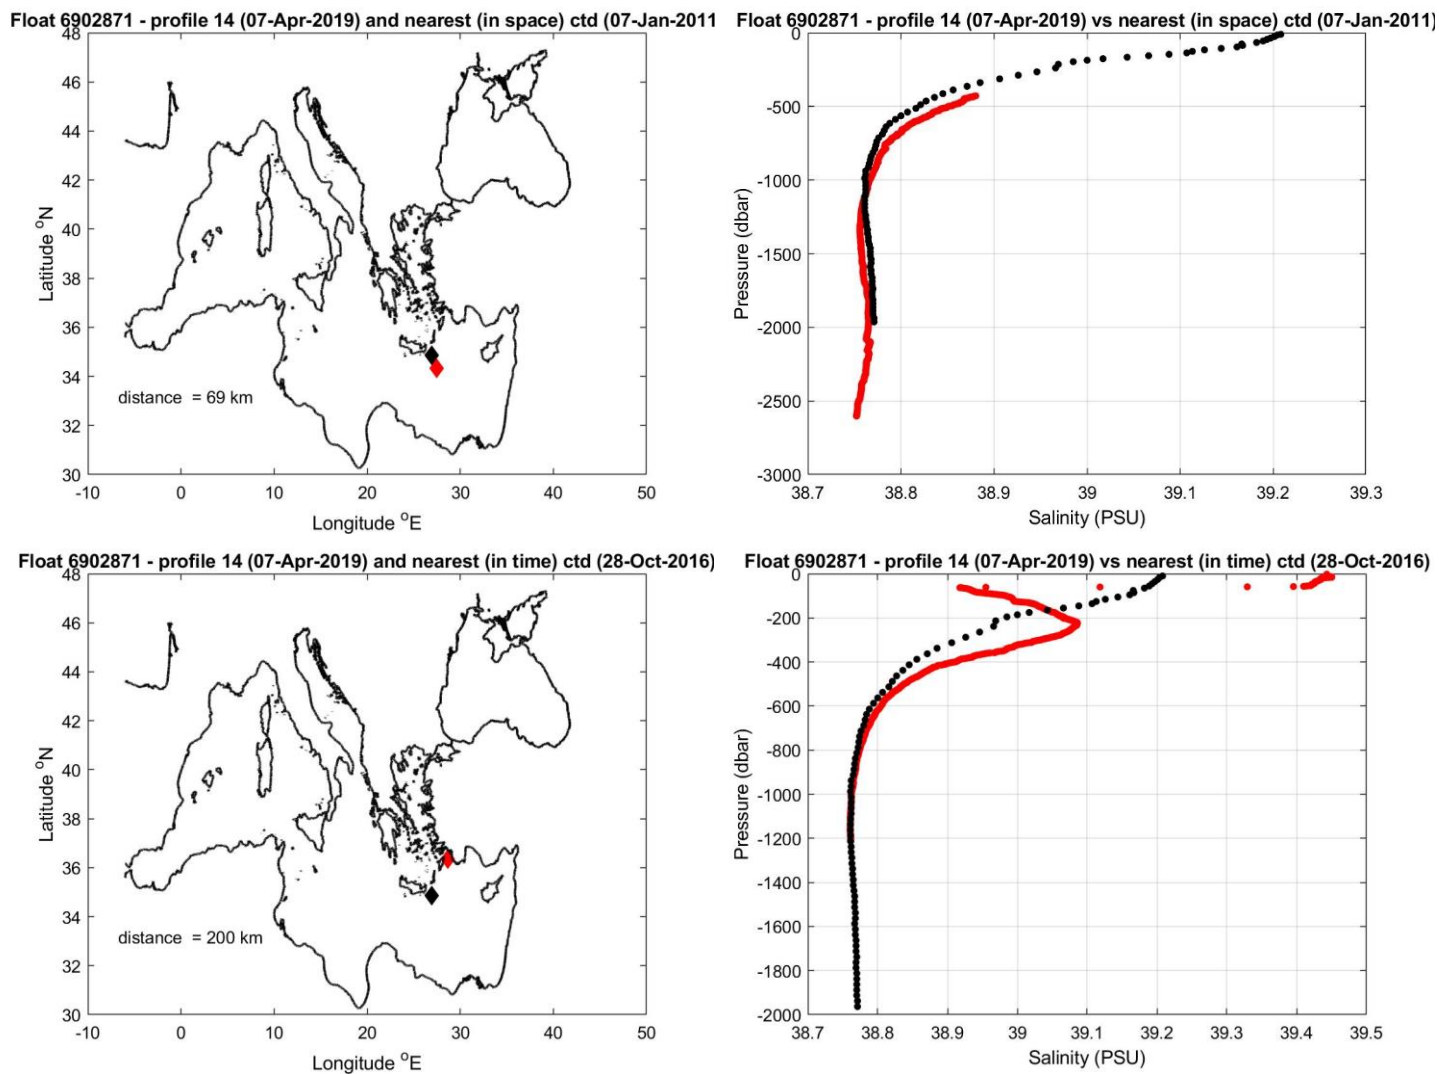 Float 6902871 - profile 14 (07-Apr-2019) and nearest (in space) ctd (07-Jan-2011
48
46
44
42
40
38
36
34
32
30
Latitude °N
distance = 69 km
-10 0 10 20 30 40 50
Longitude °E
Float 6902871 - profile 14 (07-Apr-2019) vs nearest (in space) ctd (07-Jan-2011)
0
-500
-1000
-1500
-2000
-2500
-3000
Pressure (dbar)
38.7 38.8 38.9 39 39.1 39.2 39.3
Salinity (PSU)
Float 6902871 - profile 14 (07-Apr-2019) and nearest (in time) ctd (28-Oct-2016)
48
46
44
42
40
38
36
34
32
30
Latitude °N
distance = 200 km
-10 0 10 20 30 40 50
Longitude °E
Float 6902871 - profile 14 (07-Apr-2019) vs nearest (in time) ctd (28-Oct-2016)
0
-200
-400
-600
-800
-1000
-1200
-1400
-1600
-1800
-2000
Pressure (dbar)
38.7 38.8 38.9 39 39.1 39.2 39.3 39.4 39.5
Salinity (PSU)